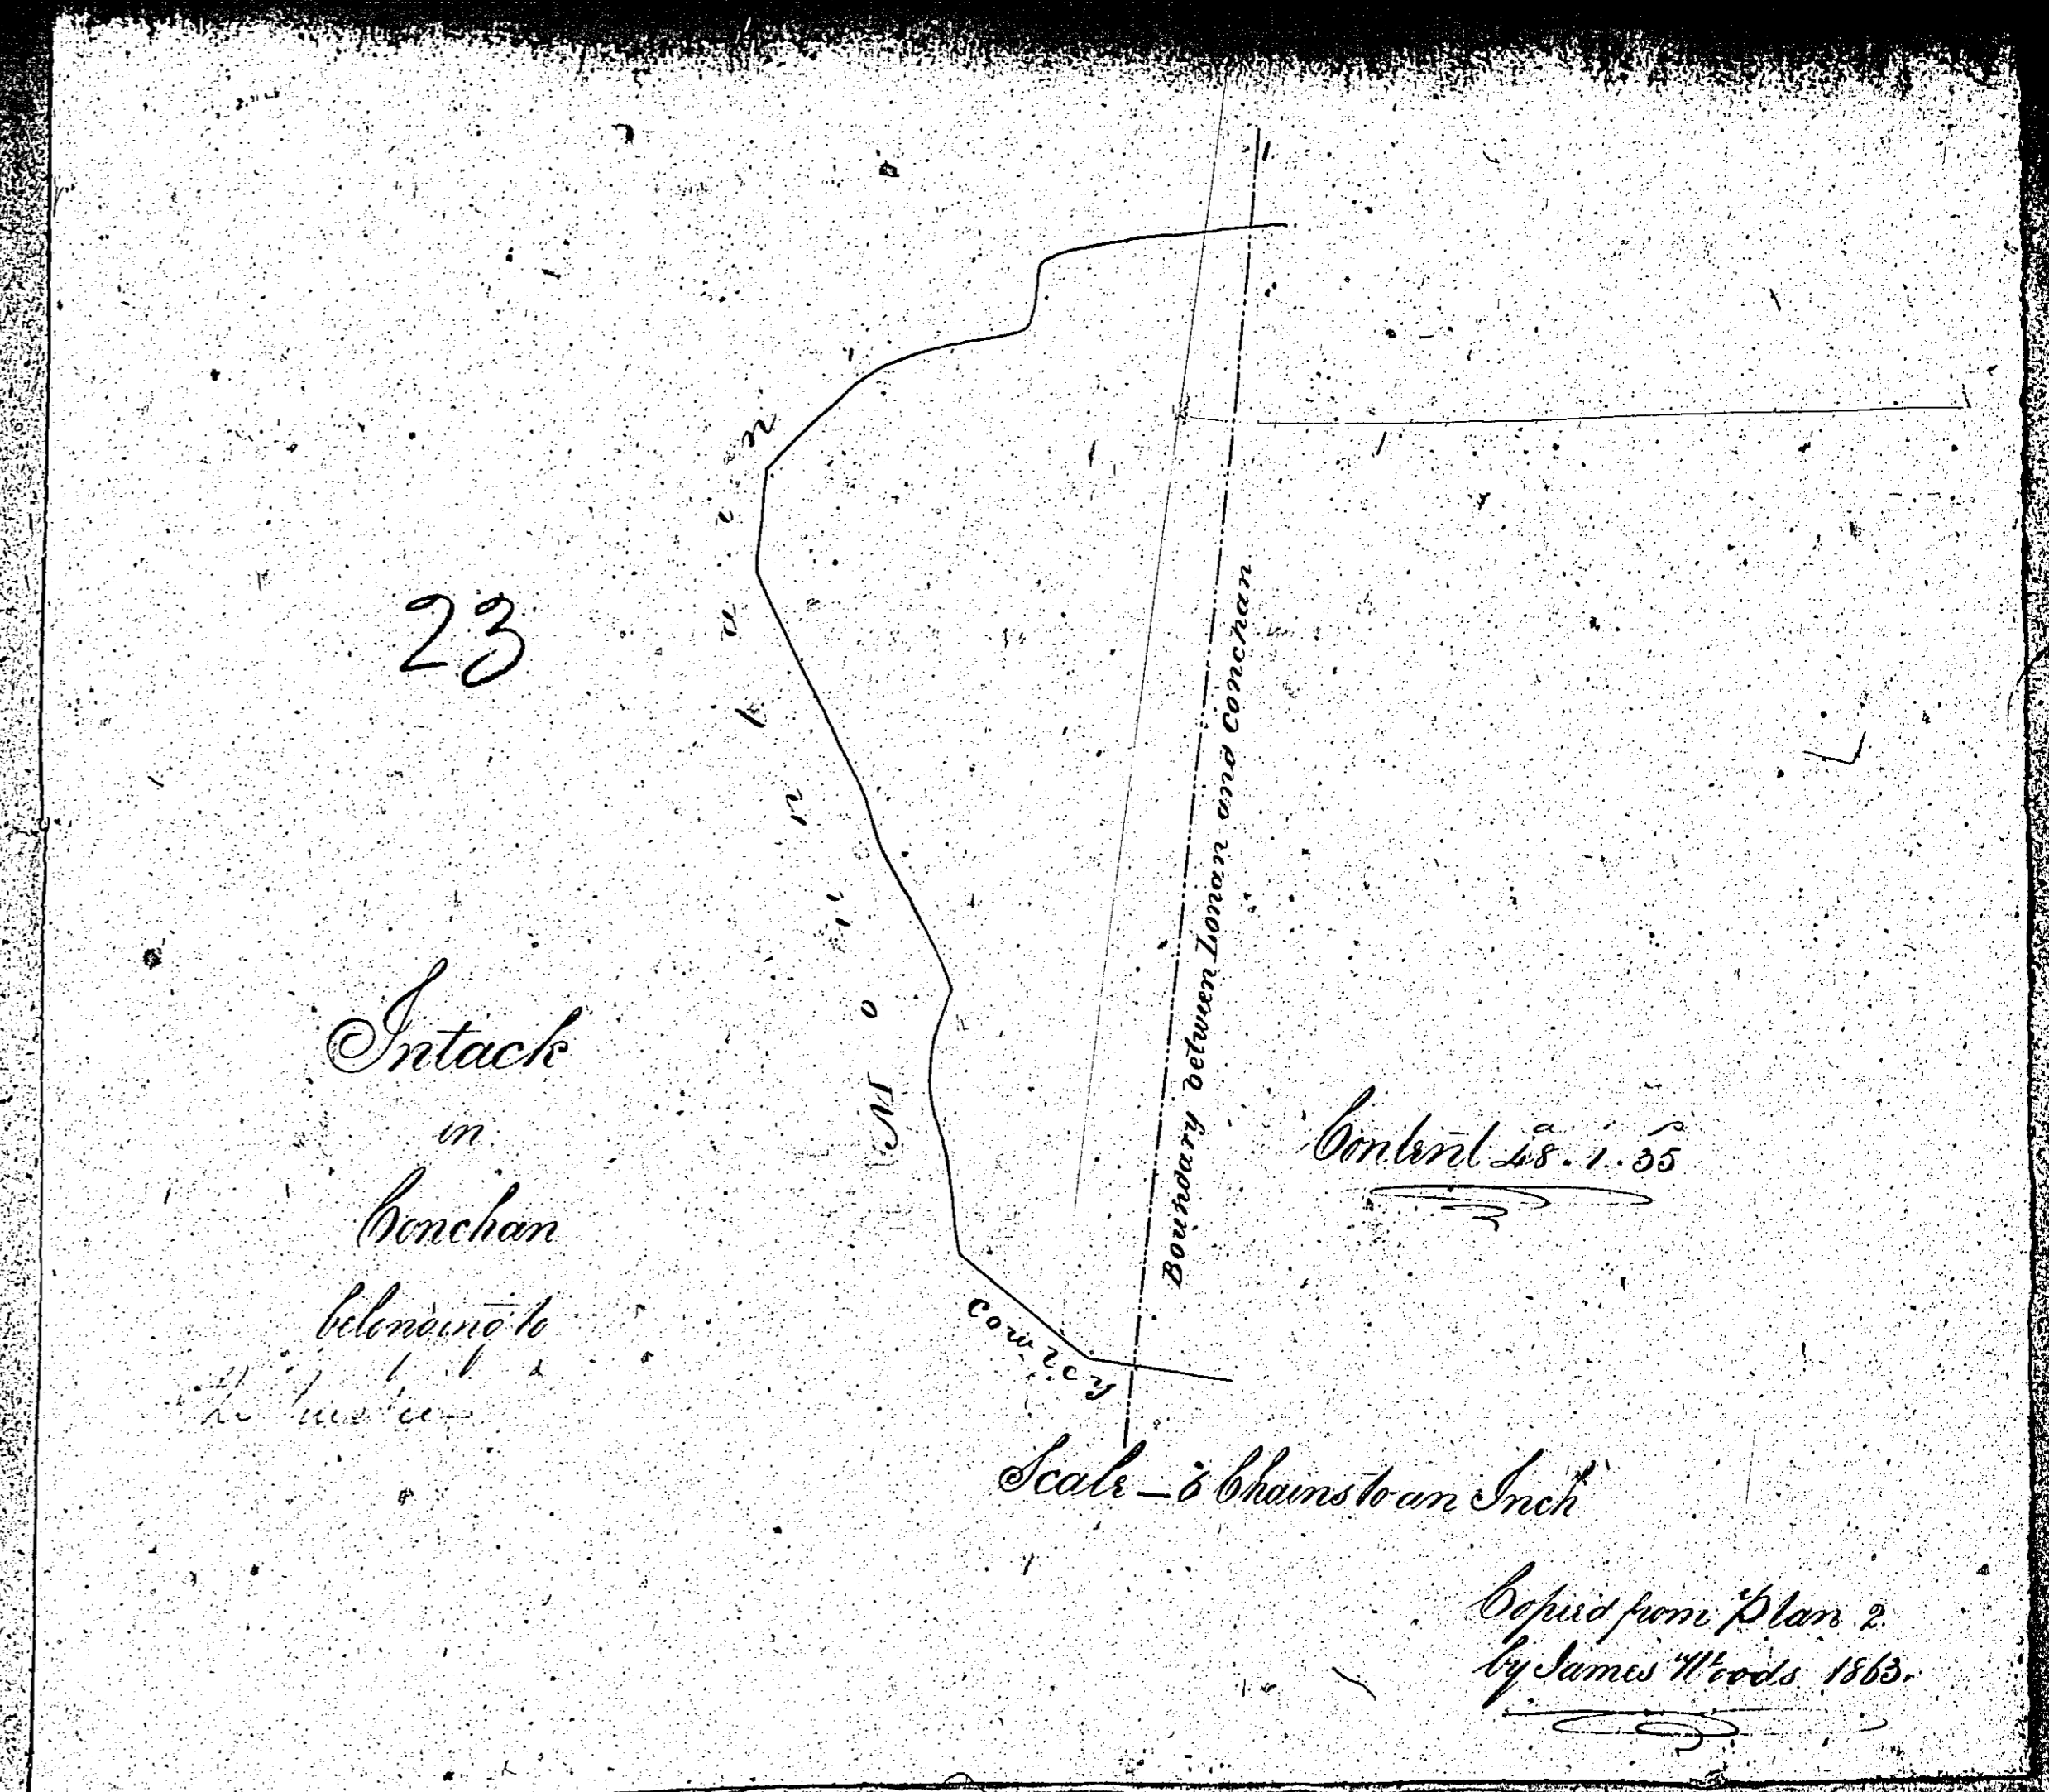 23
Mountain
Boundary between Lonan and Conchan
Intack
in
Conchan
belonging to
Content 48 a . 1 . 35 p
Scale — 6 Chains to an Inch
Copied from Plan 2
by James Woods 1863.